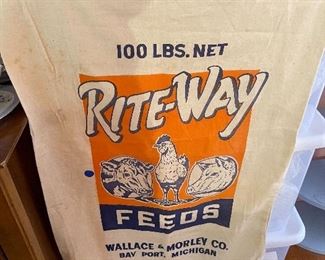 100 LBS. NET
RITE-WAY
FEEDS
WALLACE & MORLEY CO.
BAY PORT, MICHIGAN